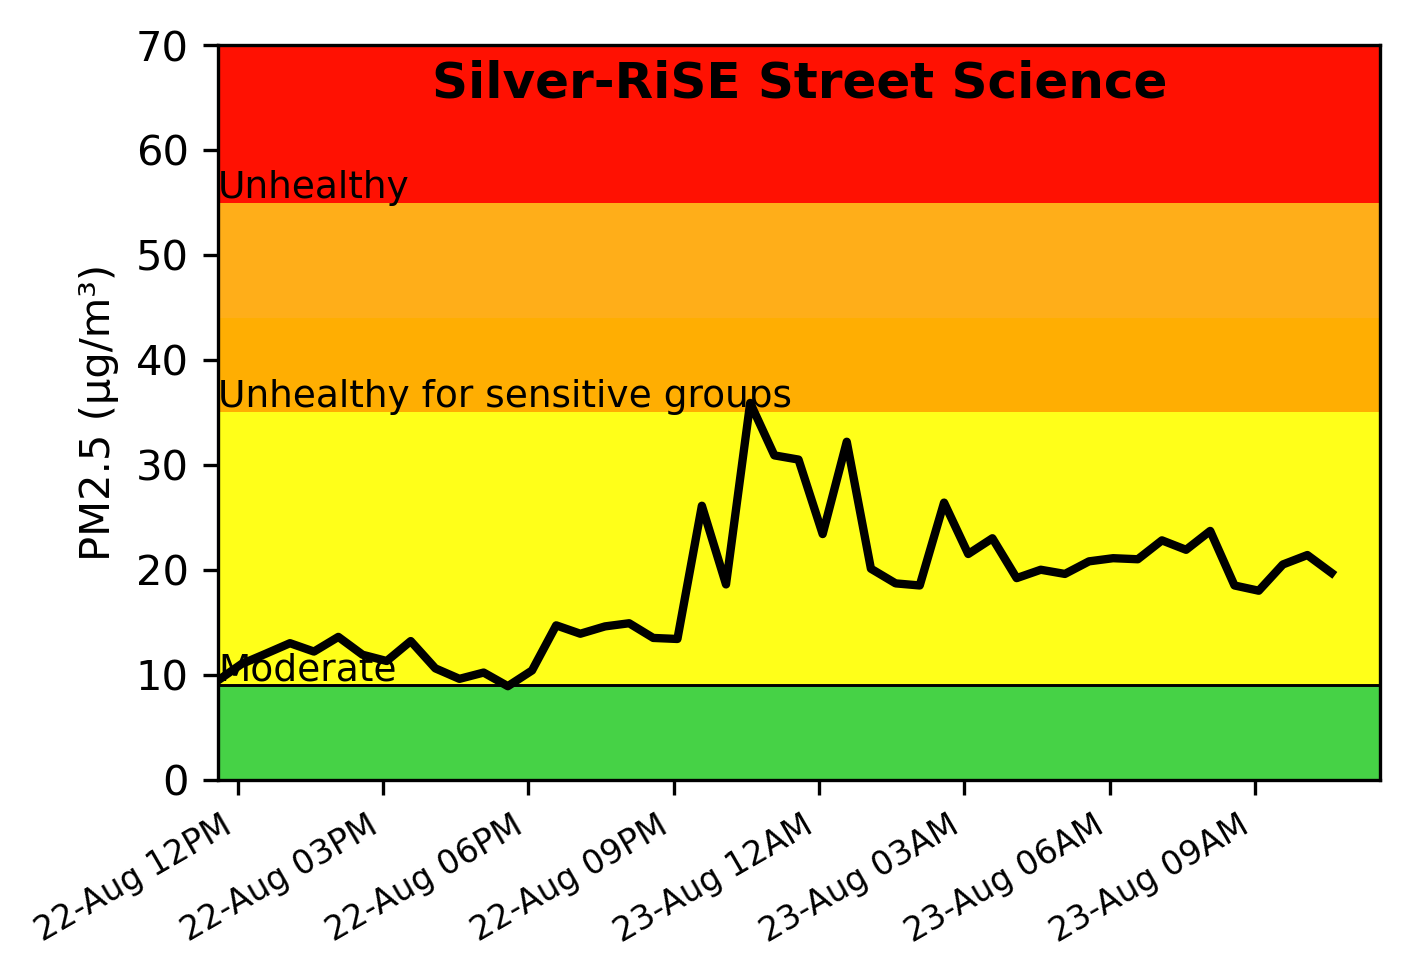 Silver-RiSE Street Science
PM2.5 (µg/m³)
70
60
50
40
30
20
10
0
Unhealthy
Unhealthy for sensitive groups
Moderate
22-Aug 12PM
22-Aug 03PM
22-Aug 06PM
22-Aug 09PM
23-Aug 12AM
23-Aug 03AM
23-Aug 06AM
23-Aug 09AM